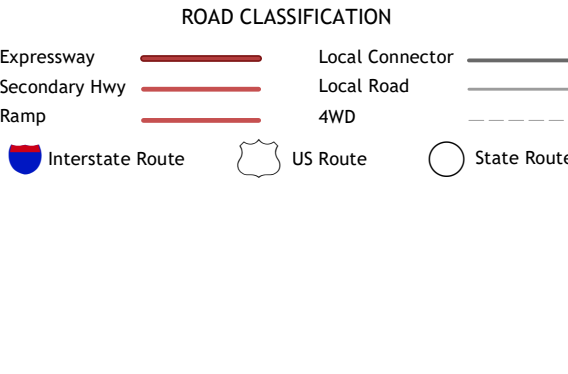 ROAD CLASSIFICATION
Expressway
Local Connector
Secondary Hwy
Local Road
Ramp
4WD
Interstate Route
US Route
State Route